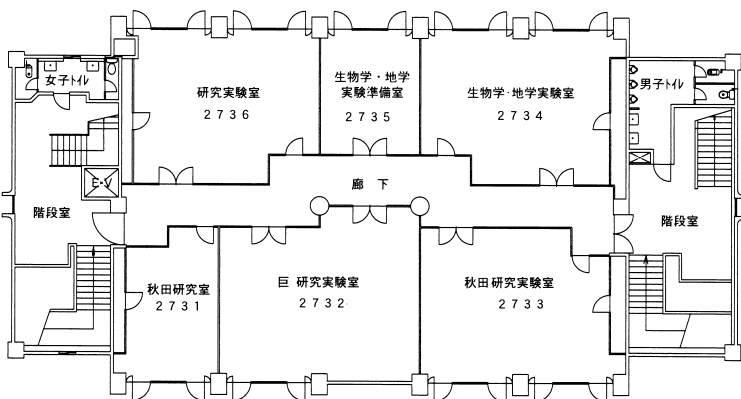 女子トイレ
研究実験室
2736
生物学・地学
実験準備室
2735
生物学・地学実験室
2734
男子トイレ
E-V
廊下
階段室
階段室
秋田研究室
2731
巨 研究実験室
2732
秋田研究実験室
2733